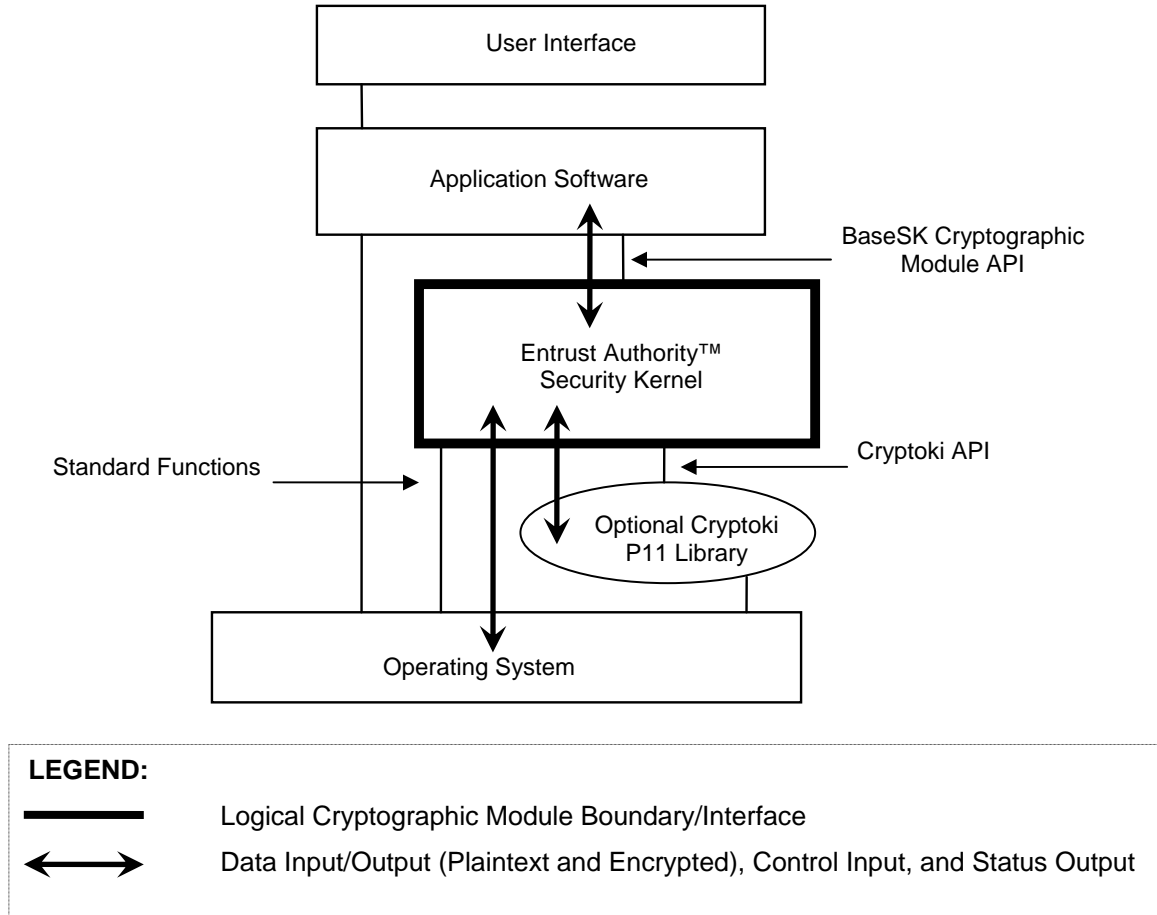 User Interface
Application Software
BaseSK Cryptographic
Module API
Entrust Authority™
Security Kernel
Standard Functions
Cryptoki API
Optional Cryptoki
P11 Library
Operating System
LEGEND:
Logical Cryptographic Module Boundary/Interface
Data Input/Output (Plaintext and Encrypted), Control Input, and Status Output